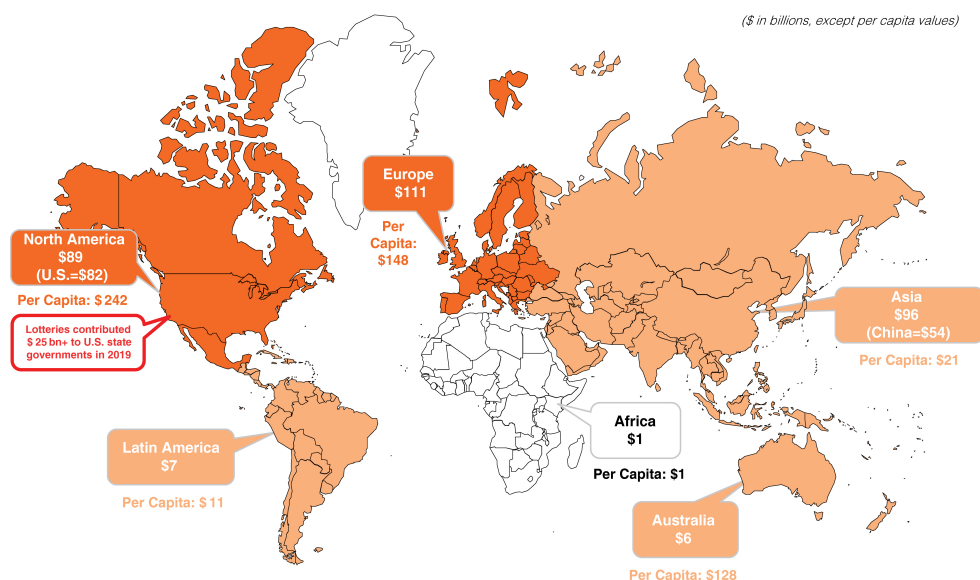 ($ in billions, except per capita values)
Europe
$111
Per
Capita:
$148
North America
$89
(U.S.=$82)
Per Capita: $242
Lotteries contributed
$25bn+ to U.S. state
governments in 2019
Asia
$96
(China=$54)
Per Capita: $21
Africa
$1
Per Capita: $1
Latin America
$7
Per Capita: $11
Australia
$6
Per Capita: $128